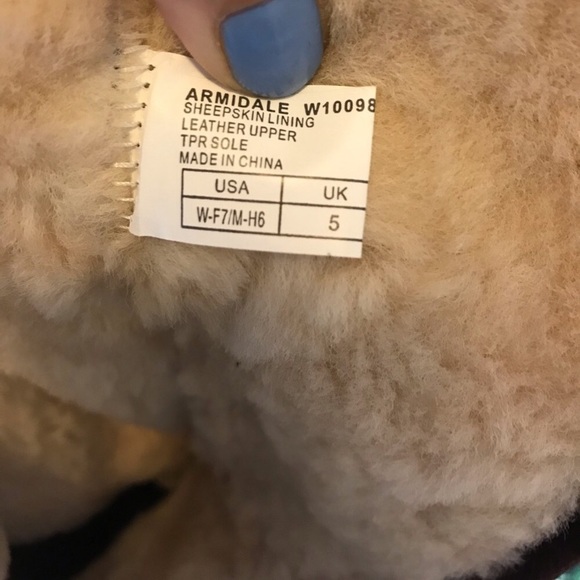 ARMIDALE W10098
SHEEPSKIN LINING
LEATHER UPPER
TPR SOLE
MADE IN CHINA
USA UK
W-F7/M-H6 5